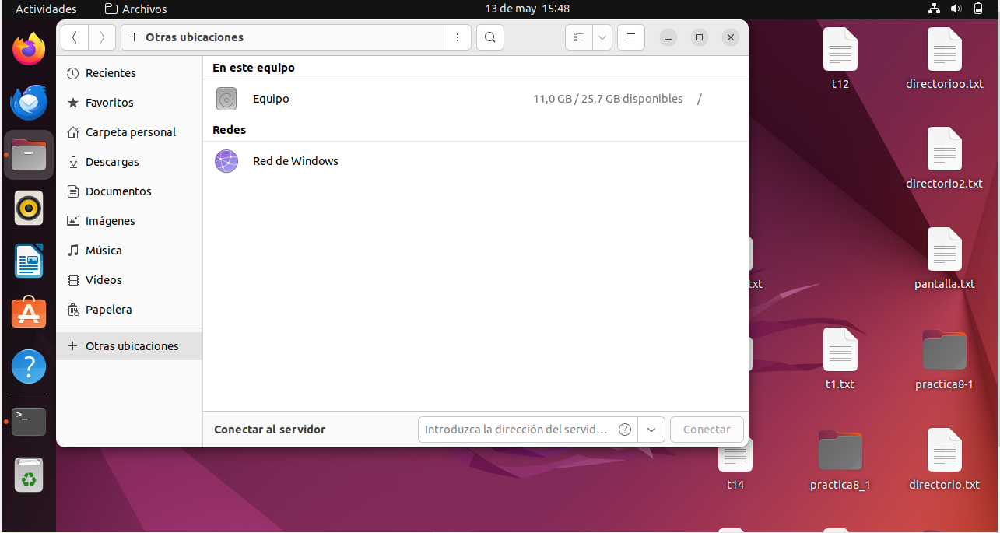 Actividades Archivos 13 de may 15:48
Otras ubicaciones
Recientes
Favoritos
Carpeta personal
Descargas
Documentos
Imágenes
Música
Vídeos
Papelera
Otras ubicaciones
En este equipo
Equipo 11,0 GB / 25,7 GB disponibles /
Redes
Red de Windows
Conectar al servidor Introduzca la dirección del servid… ? Conectar
>_
t12 directorioo.txt
directorio2.txt
.txt pantalla.txt
t1.txt practica8-1
t14 practica8_1 directorio.txt